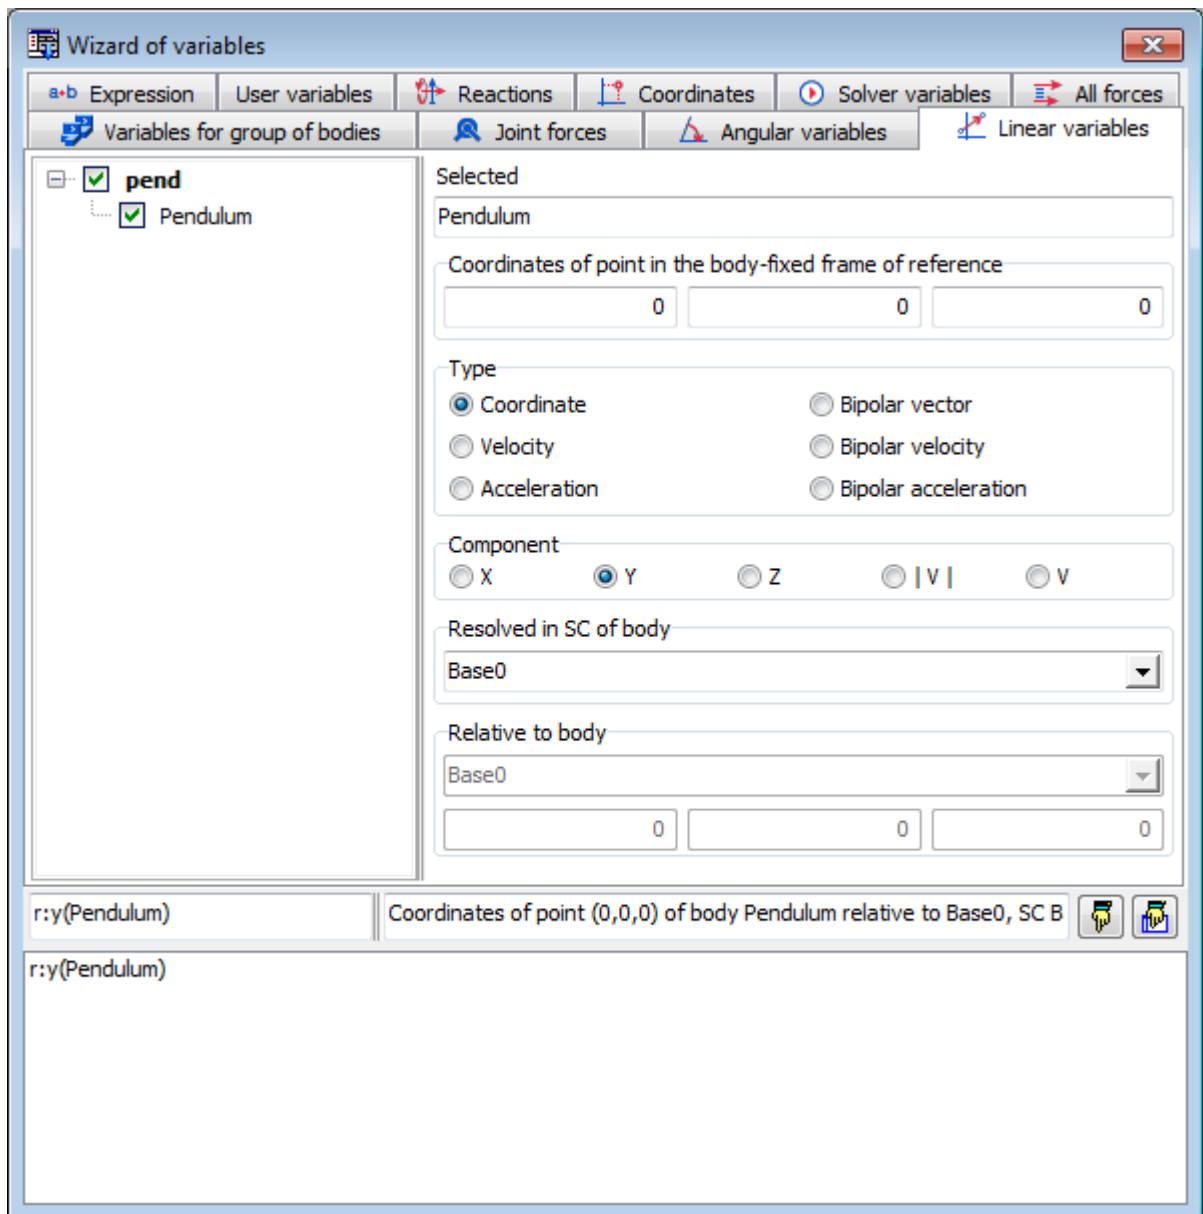 Wizard of variables
a+b Expression User variables Reactions Coordinates Solver variables All forces
Variables for group of bodies Joint forces Angular variables Linear variables
pend
Pendulum
Selected
Pendulum
Coordinates of point in the body-fixed frame of reference
0 0 0
Type
Coordinate Bipolar vector
Velocity Bipolar velocity
Acceleration Bipolar acceleration
Component
X Y Z | V | V
Resolved in SC of body
Base0
Relative to body
Base0
0 0 0
r:y(Pendulum) Coordinates of point (0,0,0) of body Pendulum relative to Base0, SC B
r:y(Pendulum)